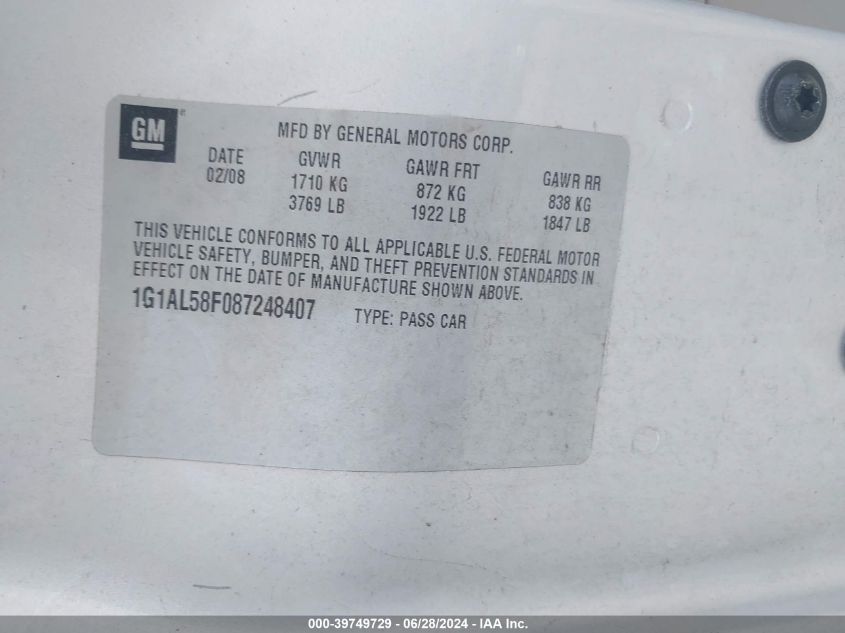 GM
MFD BY GENERAL MOTORS CORP.
DATE GVWR GAWR FRT GAWR RR
02/08 1710 KG 872 KG 838 KG
3769 LB 1922 LB 1847 LB
THIS VEHICLE CONFORMS TO ALL APPLICABLE U.S. FEDERAL MOTOR
VEHICLE SAFETY, BUMPER, AND THEFT PREVENTION STANDARDS IN
EFFECT ON THE DATE OF MANUFACTURE SHOWN ABOVE.
1G1AL58F087248407 TYPE: PASS CAR
000-39749729 - 06/28/2024 - IAA Inc.